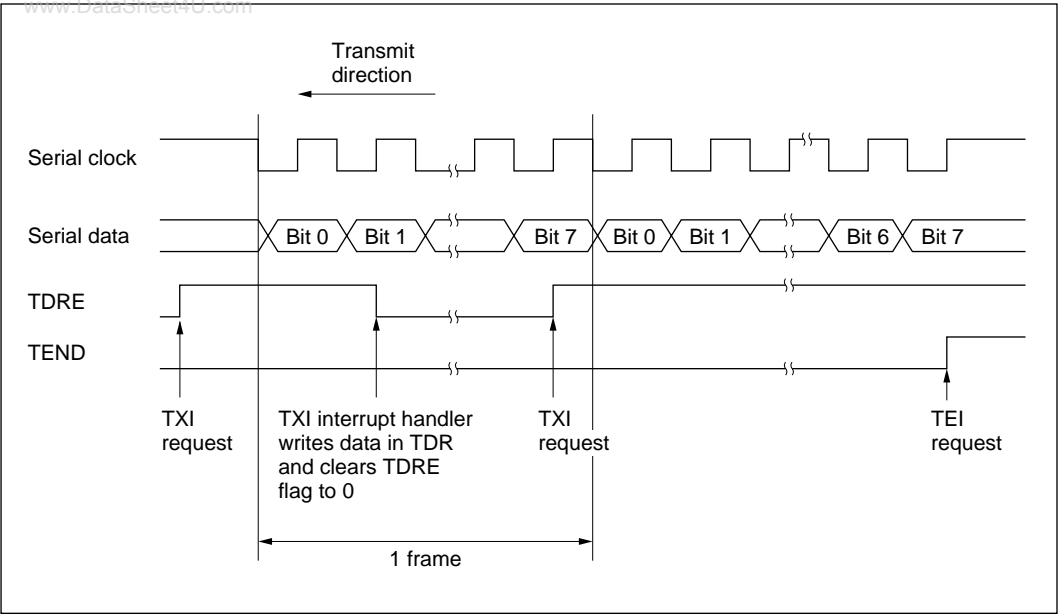 www.DataSheet4U.com
Transmit
direction
Serial clock
Serial data
Bit 0
Bit 1
Bit 7
Bit 0
Bit 1
Bit 6
Bit 7
TDRE
TEND
TXI
request
TXI interrupt handler
writes data in TDR
and clears TDRE
flag to 0
TXI
request
TEI
request
1 frame